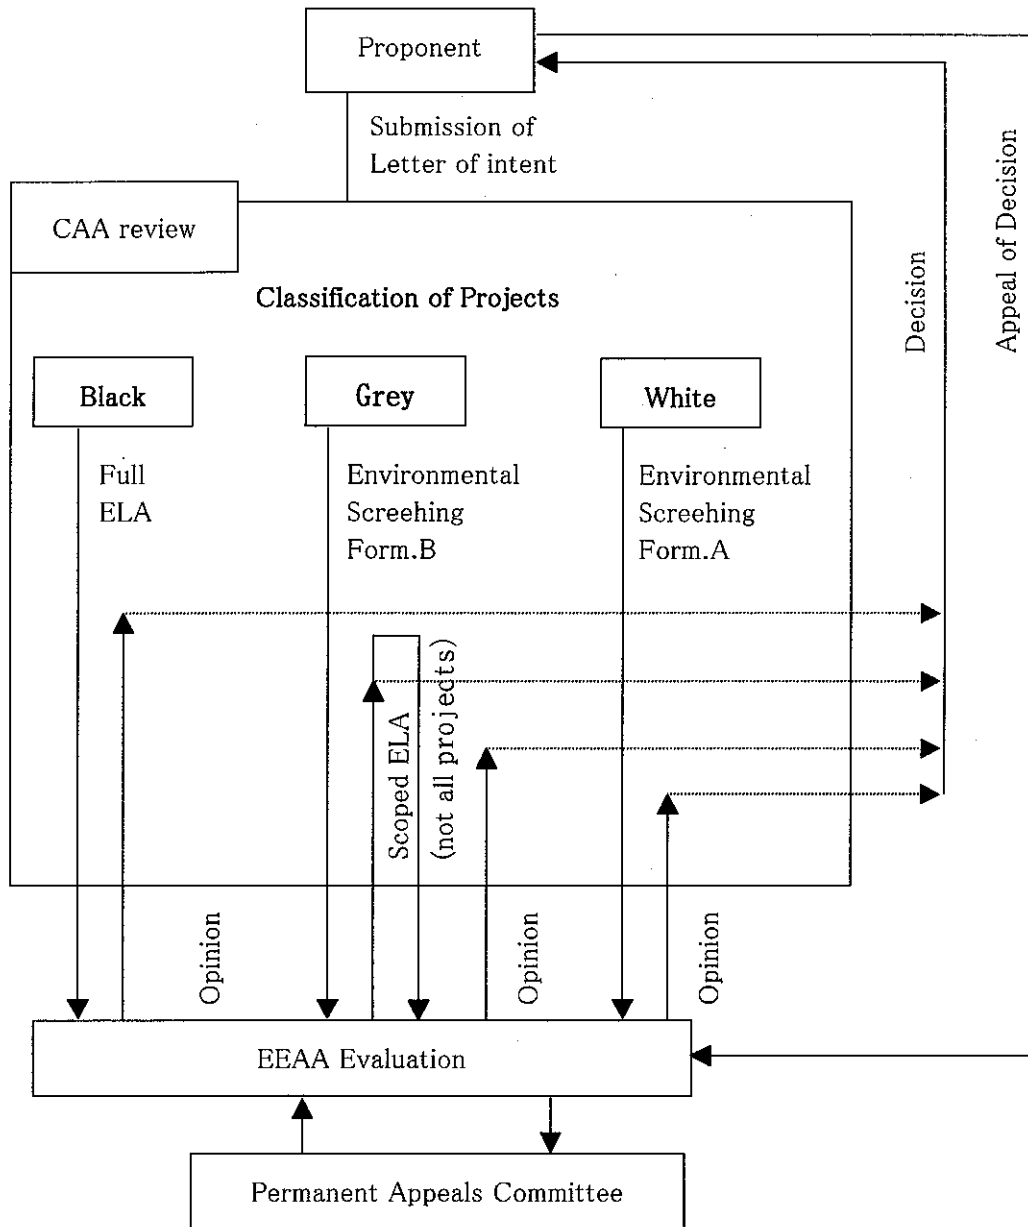 Proponent
Submission of
Letter of intent
CAA review
Classification of Projects
Black
Grey
White
Full
ELA
Environmental
Screehing
Form.B
Environmental
Screehing
Form.A
Scoped ELA
(not all projects)
Decision
Appeal of Decision
Opinion
Opinion
Opinion
EEAA Evaluation
Permanent Appeals Committee